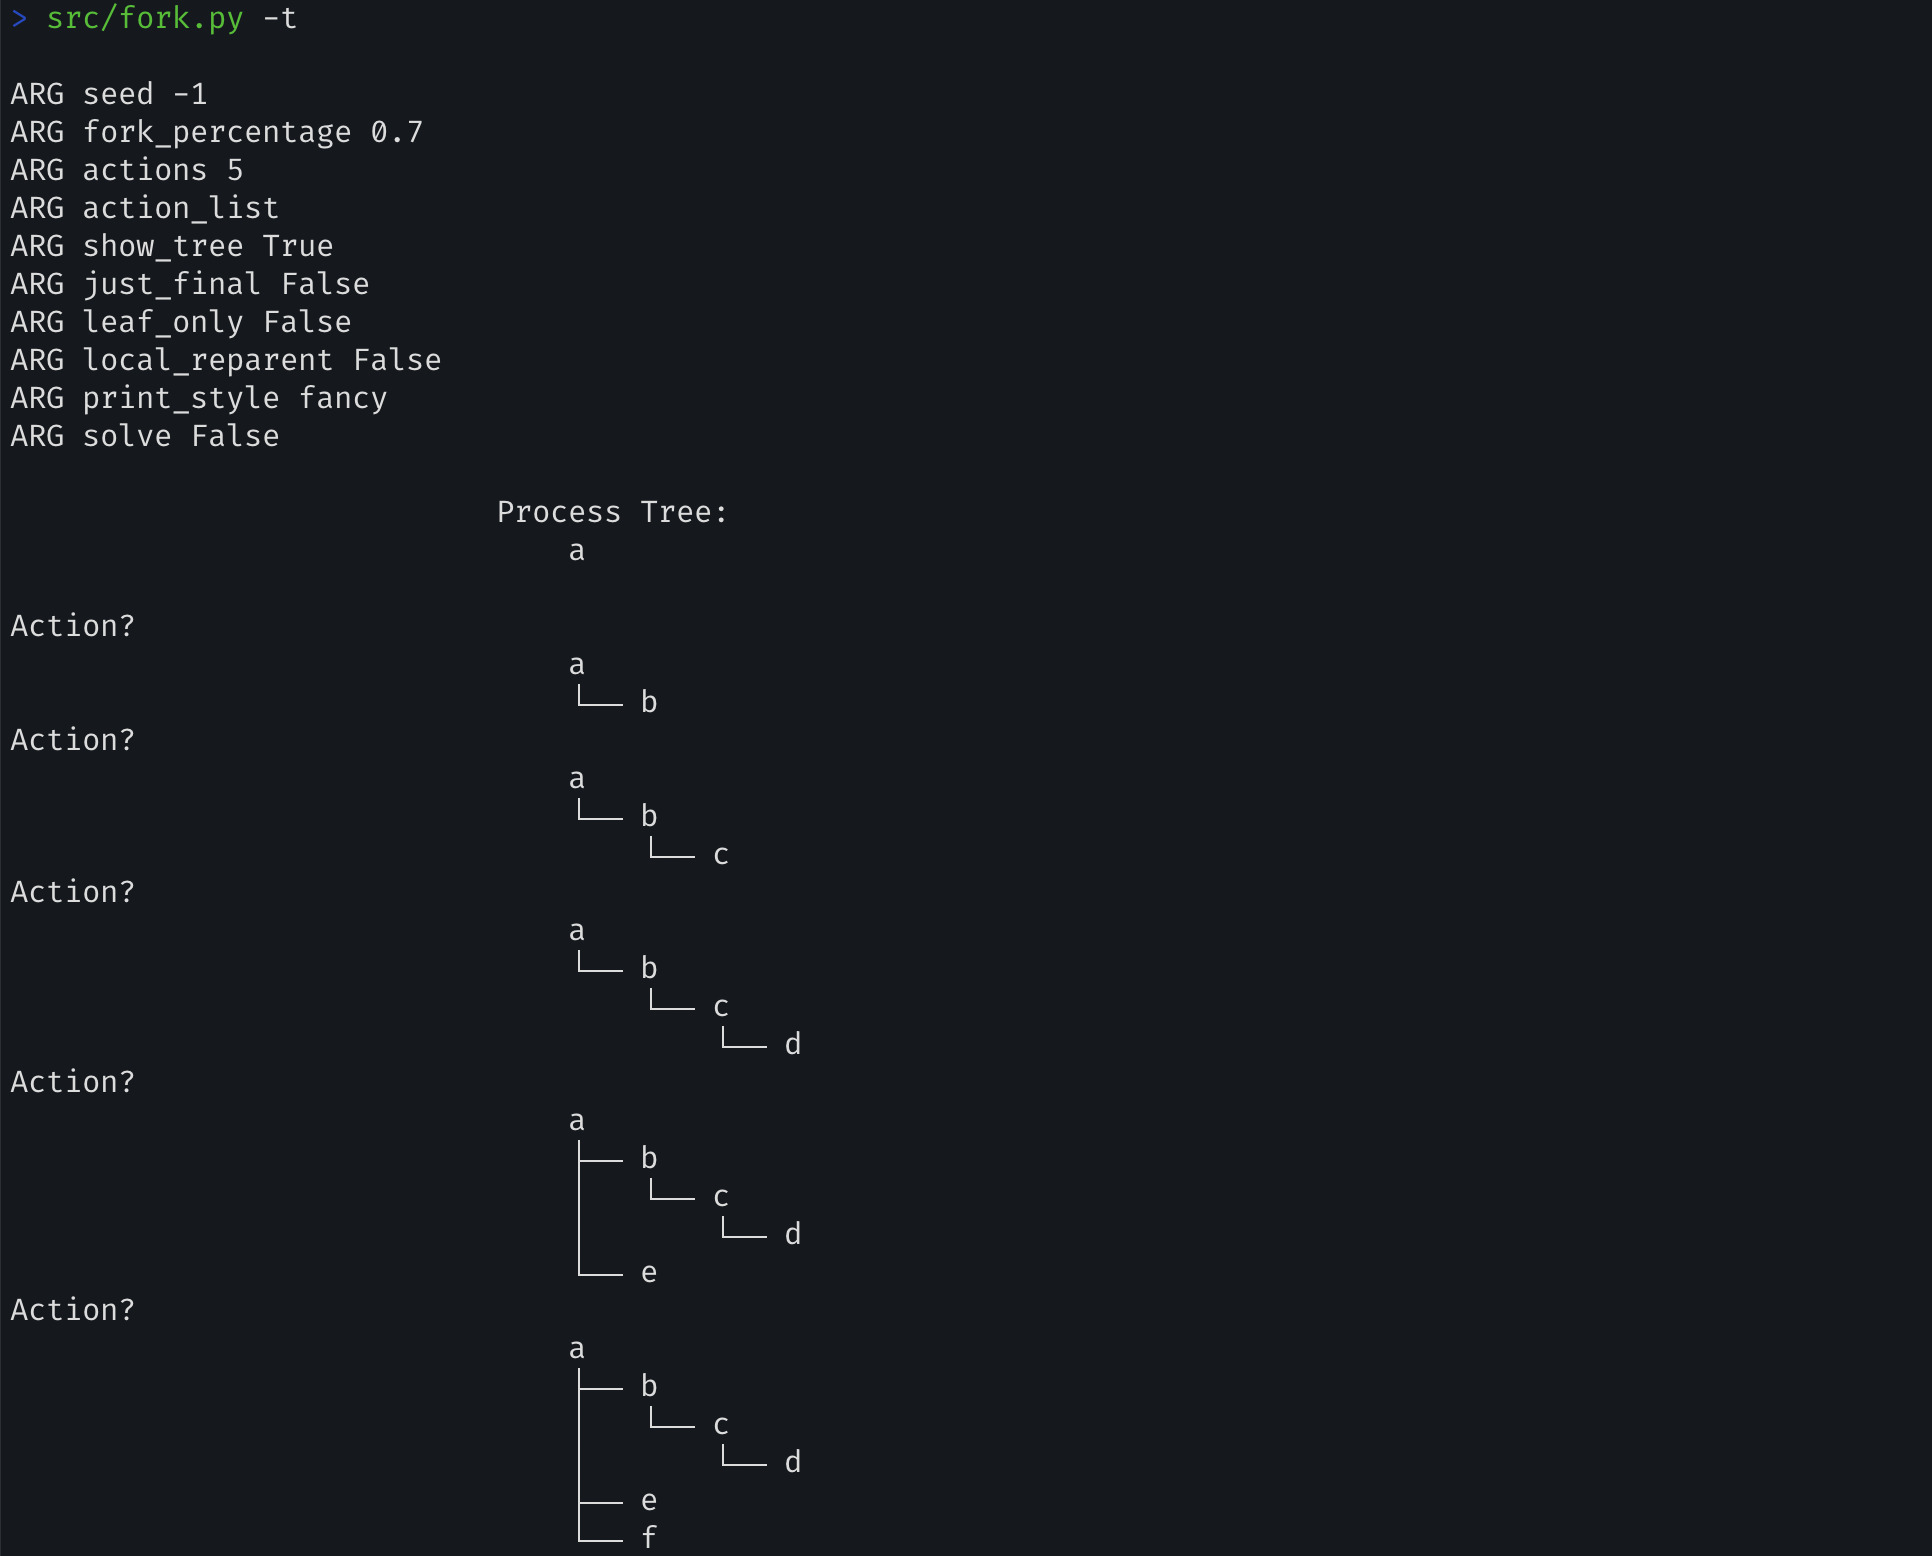 > src/fork.py -t

ARG seed -1
ARG fork_percentage 0.7
ARG actions 5
ARG action_list
ARG show_tree True
ARG just_final False
ARG leaf_only False
ARG local_reparent False
ARG print_style fancy
ARG solve False

                           Process Tree:
                               a

Action?
                               a
                               └── b
Action?
                               a
                               └── b
                                   └── c
Action?
                               a
                               └── b
                                   └── c
                                       └── d
Action?
                               a
                               ├── b
                               │   └── c
                               │       └── d
                               └── e
Action?
                               a
                               ├── b
                               │   └── c
                               │       └── d
                               ├── e
                               └── f